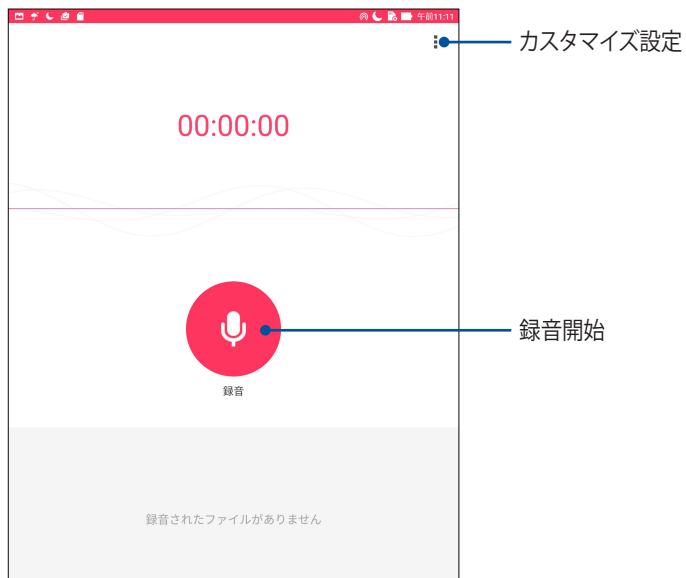 午前11:11
カスタマイズ設定
00:00:00
録音開始
録音
録音されたファイルがありません